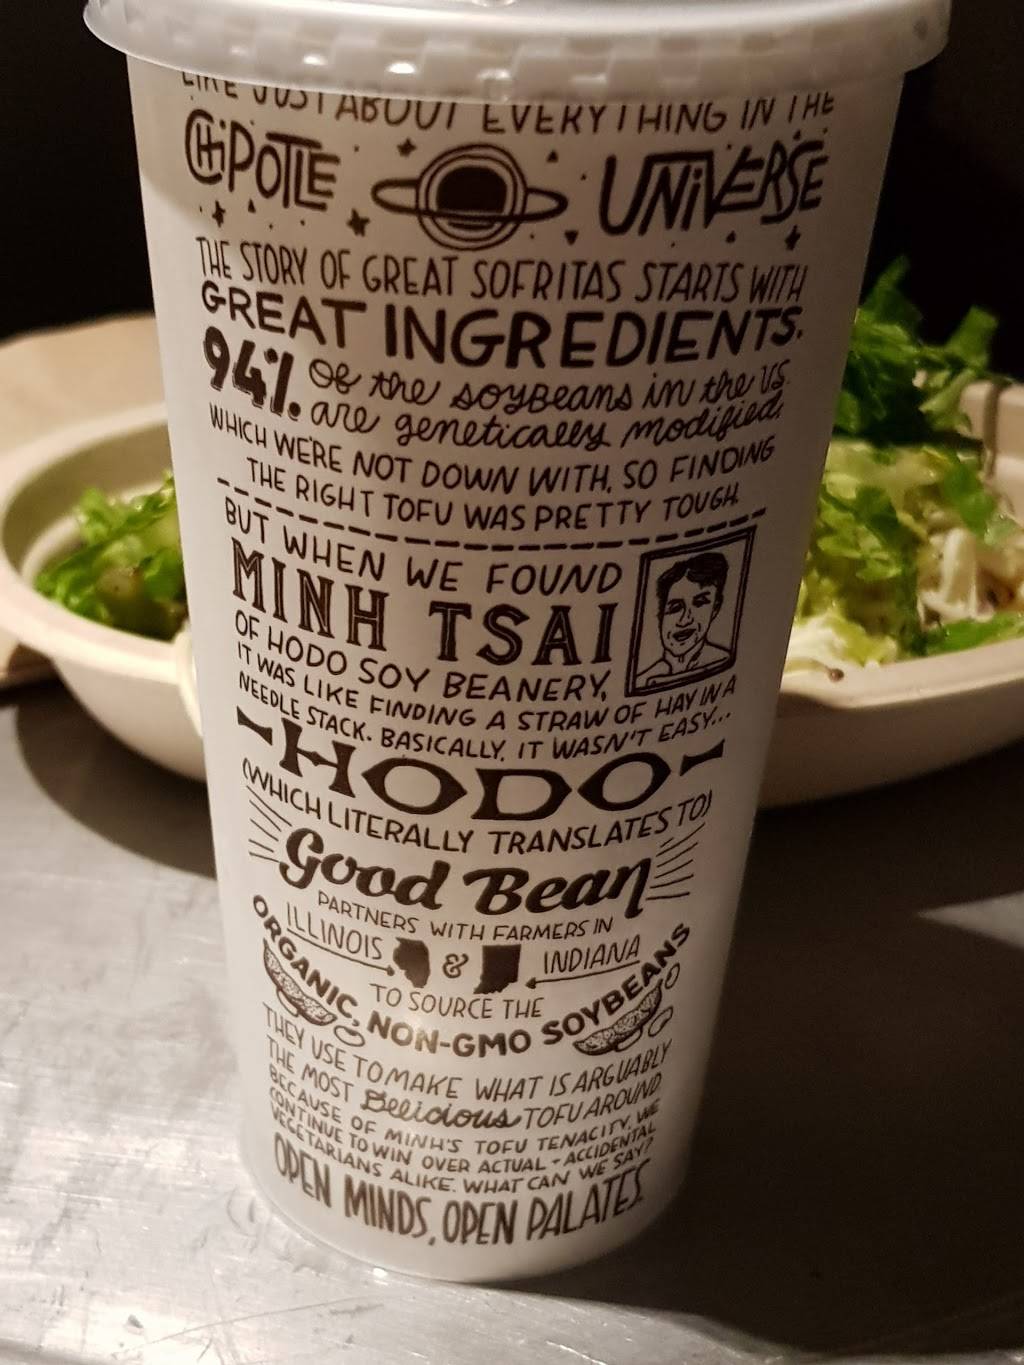 LIKE JUST ABOUT EVERYTHING IN THE
CHiPOTLE UNiVERSE
THE STORY OF GREAT SOFRITAS STARTS WITH
GREAT INGREDIENTS.
94% of the soybeans in the US
are genetically modified,
WHICH WE'RE NOT DOWN WITH, SO FINDING
THE RIGHT TOFU WAS PRETTY TOUGH.
BUT WHEN WE FOUND
MINH TSAI
OF HODO SOY BEANERY,
IT WAS LIKE FINDING A STRAW OF HAY IN A
NEEDLE STACK. BASICALLY, IT WASN'T EASY...
HODO
(WHICH LITERALLY TRANSLATES TO)
Good Bean
PARTNERS WITH FARMERS IN
ILLINOIS & INDIANA
TO SOURCE THE
ORGANIC, NON-GMO SOYBEANS
THEY USE TO MAKE WHAT IS ARGUABLY
THE MOST Delicious TOFU AROUND.
BECAUSE OF MINH'S TOFU TENACITY, WE
CONTINUE TO WIN OVER ACTUAL - ACCIDENTAL
VEGETARIANS ALIKE. WHAT CAN WE SAY?
OPEN MINDS, OPEN PALATES.